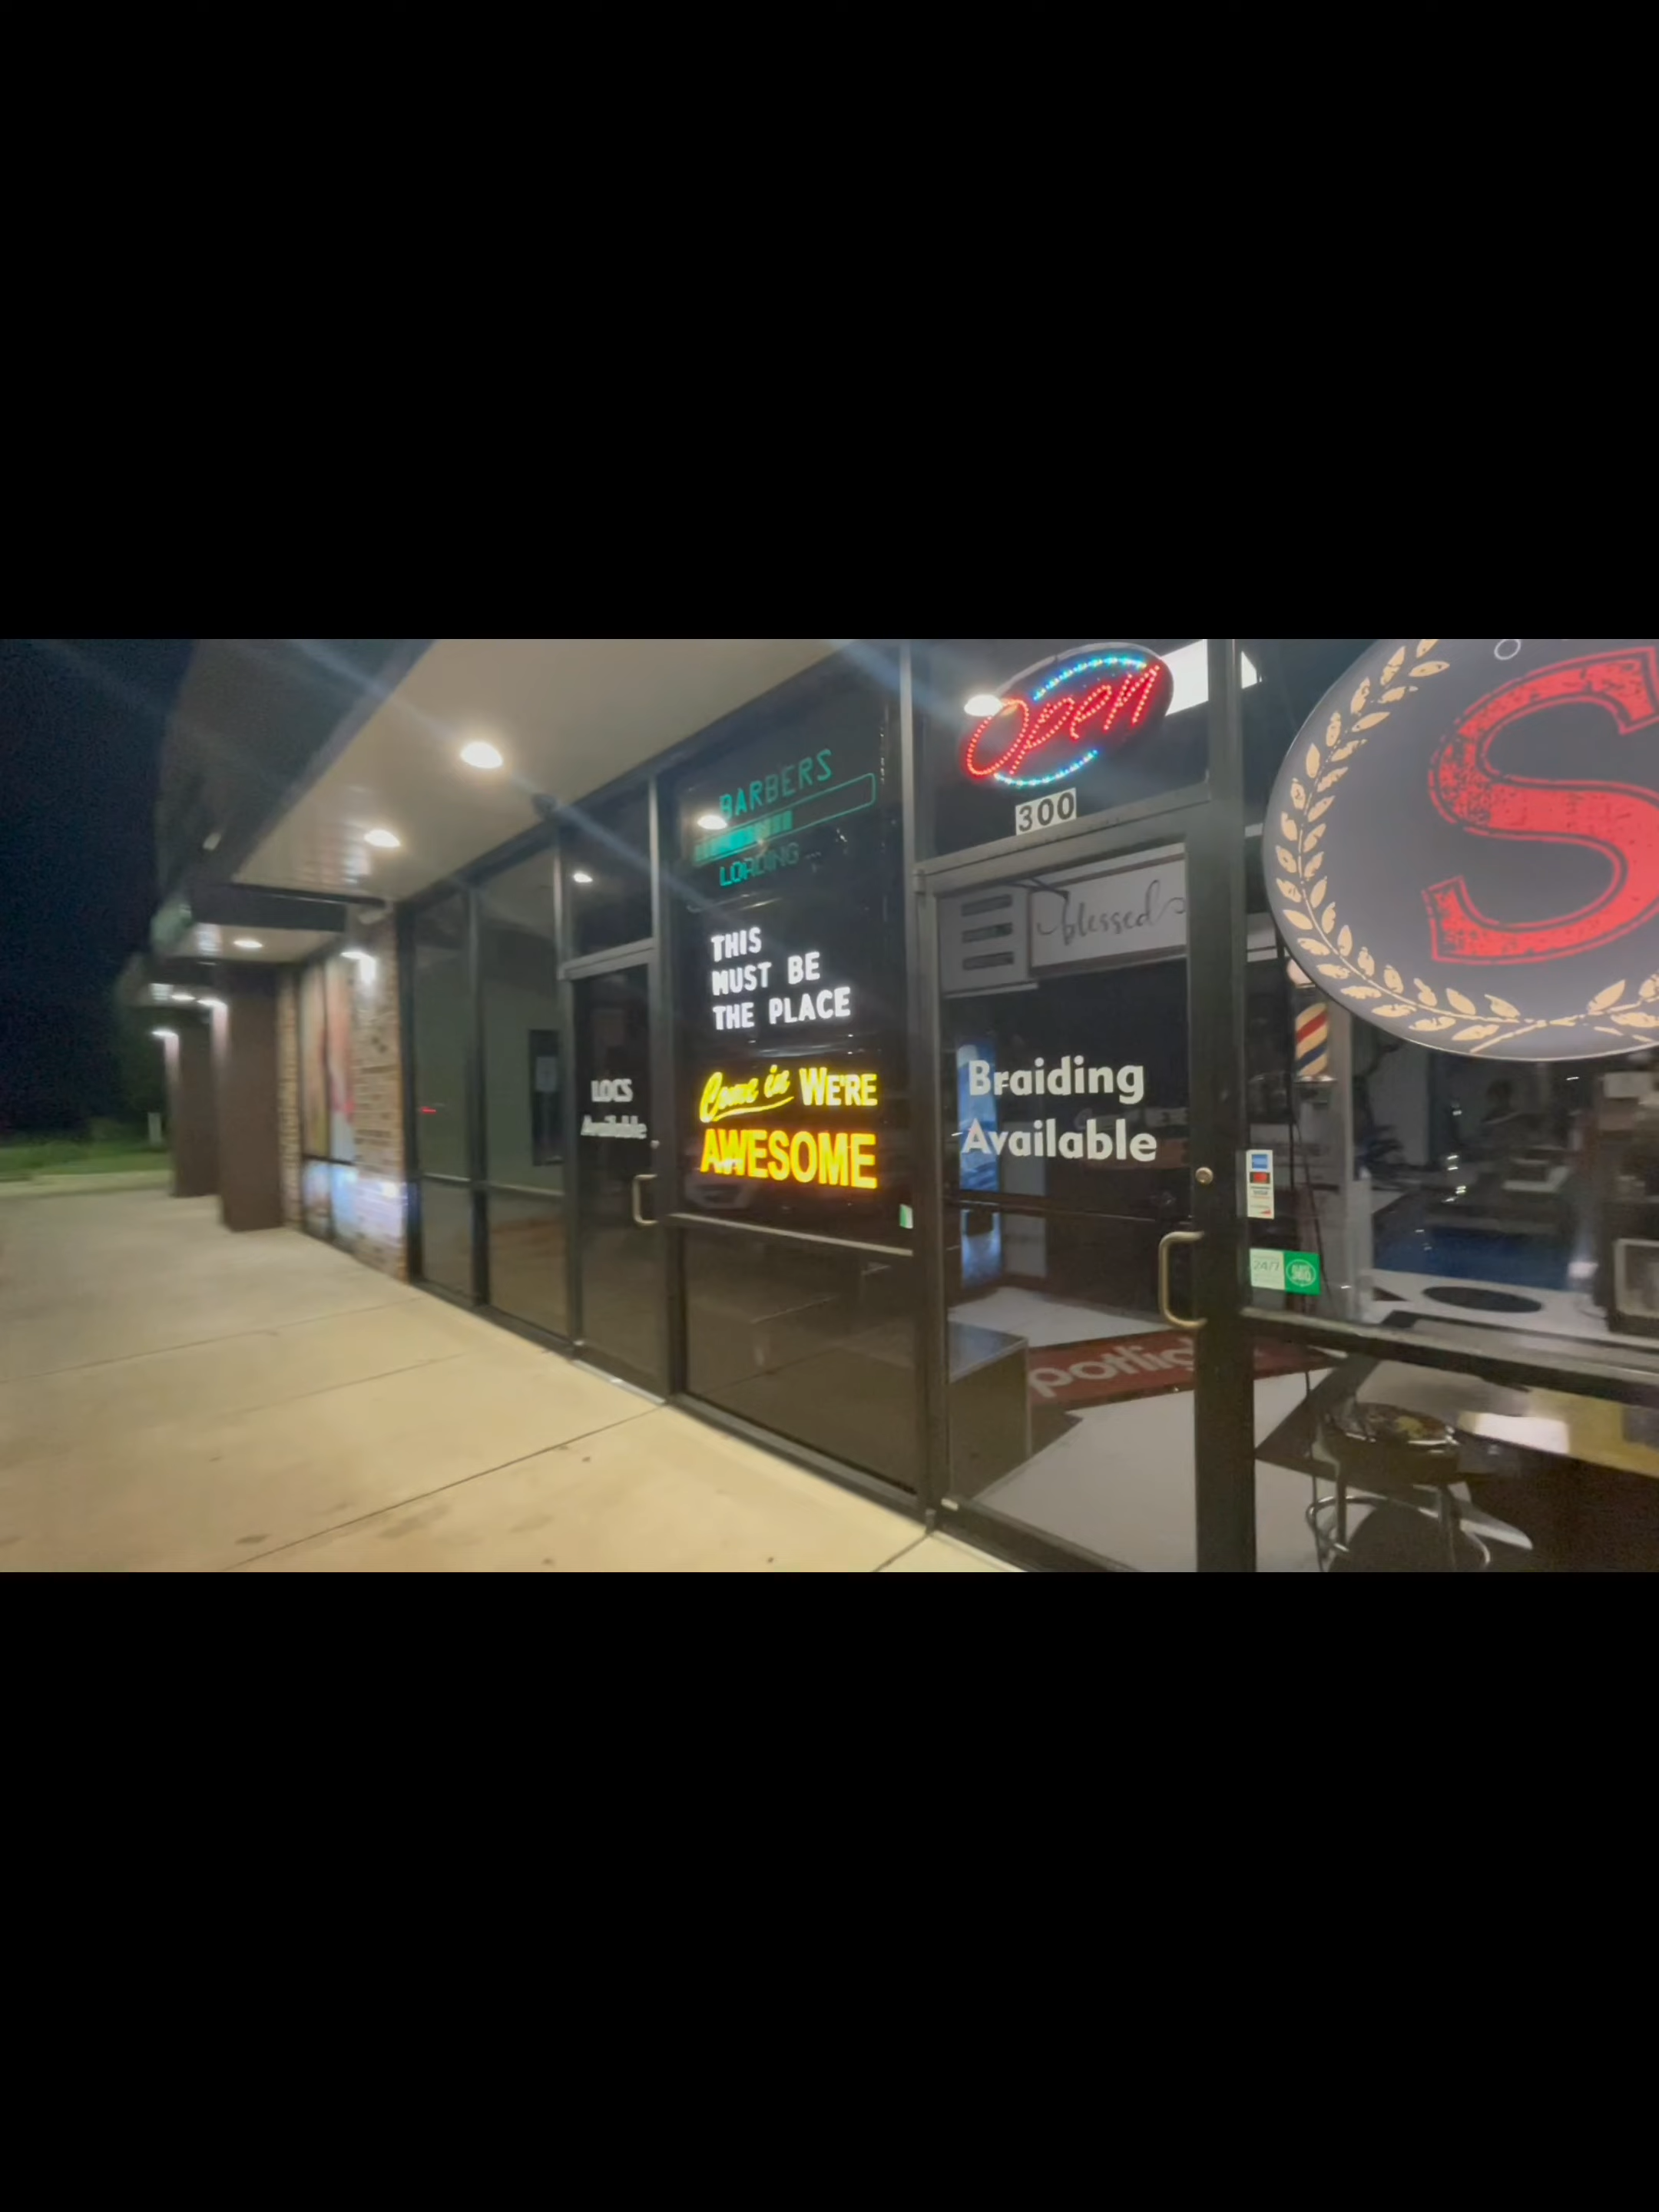 Open
300
BARBERS
LOADING...
THIS
MUST BE
THE PLACE
Come in WE'RE
AWESOME
LOCS
Available
blessed
Braiding
Available
S
24/7
potlig